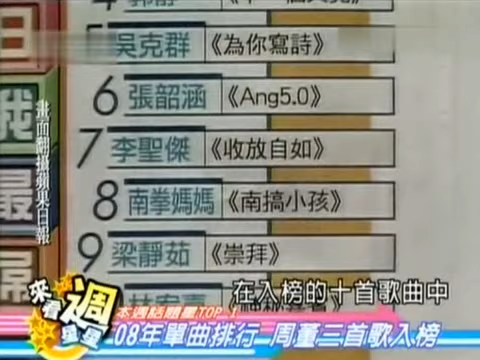 5 吳克群 《為你寫詩》
6 張韶涵 《Ang5.0》
7 李聖傑 《收放自如》
8 南拳媽媽 《南搞小孩》
9 梁靜茹 《崇拜》
畫面翻攝蘋果日報
在入榜的十首歌曲中
本週話題星TOP 1
08年單曲排行 周董三首歌入榜
來看週